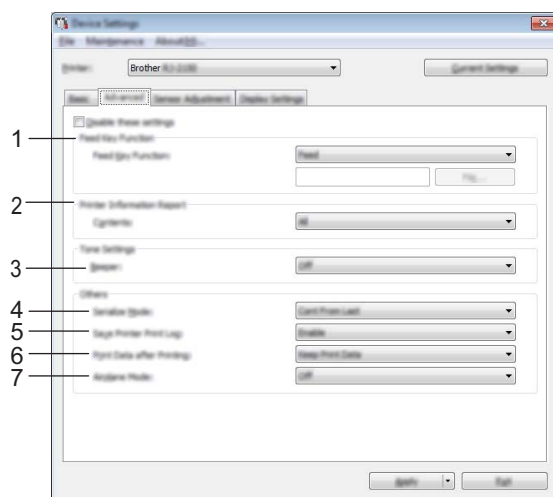 Device Settings
File Maintenance About
Printer: Brother RJ-2100 Current Settings
Basic Advanced Sensor Adjustment Display Settings
Disable these settings
1 Feed Key Function
Feed Key Function: Feed
File...
2 Printer Information Report
Contents: All
Tone Settings
3 Beeper: Off
Others
4 Serialize Mode: Cont From Last
5 Save Printer Print Log: Enable
6 Print Data after Printing: Keep Print Data
7 Airplane Mode: Off
Apply Exit